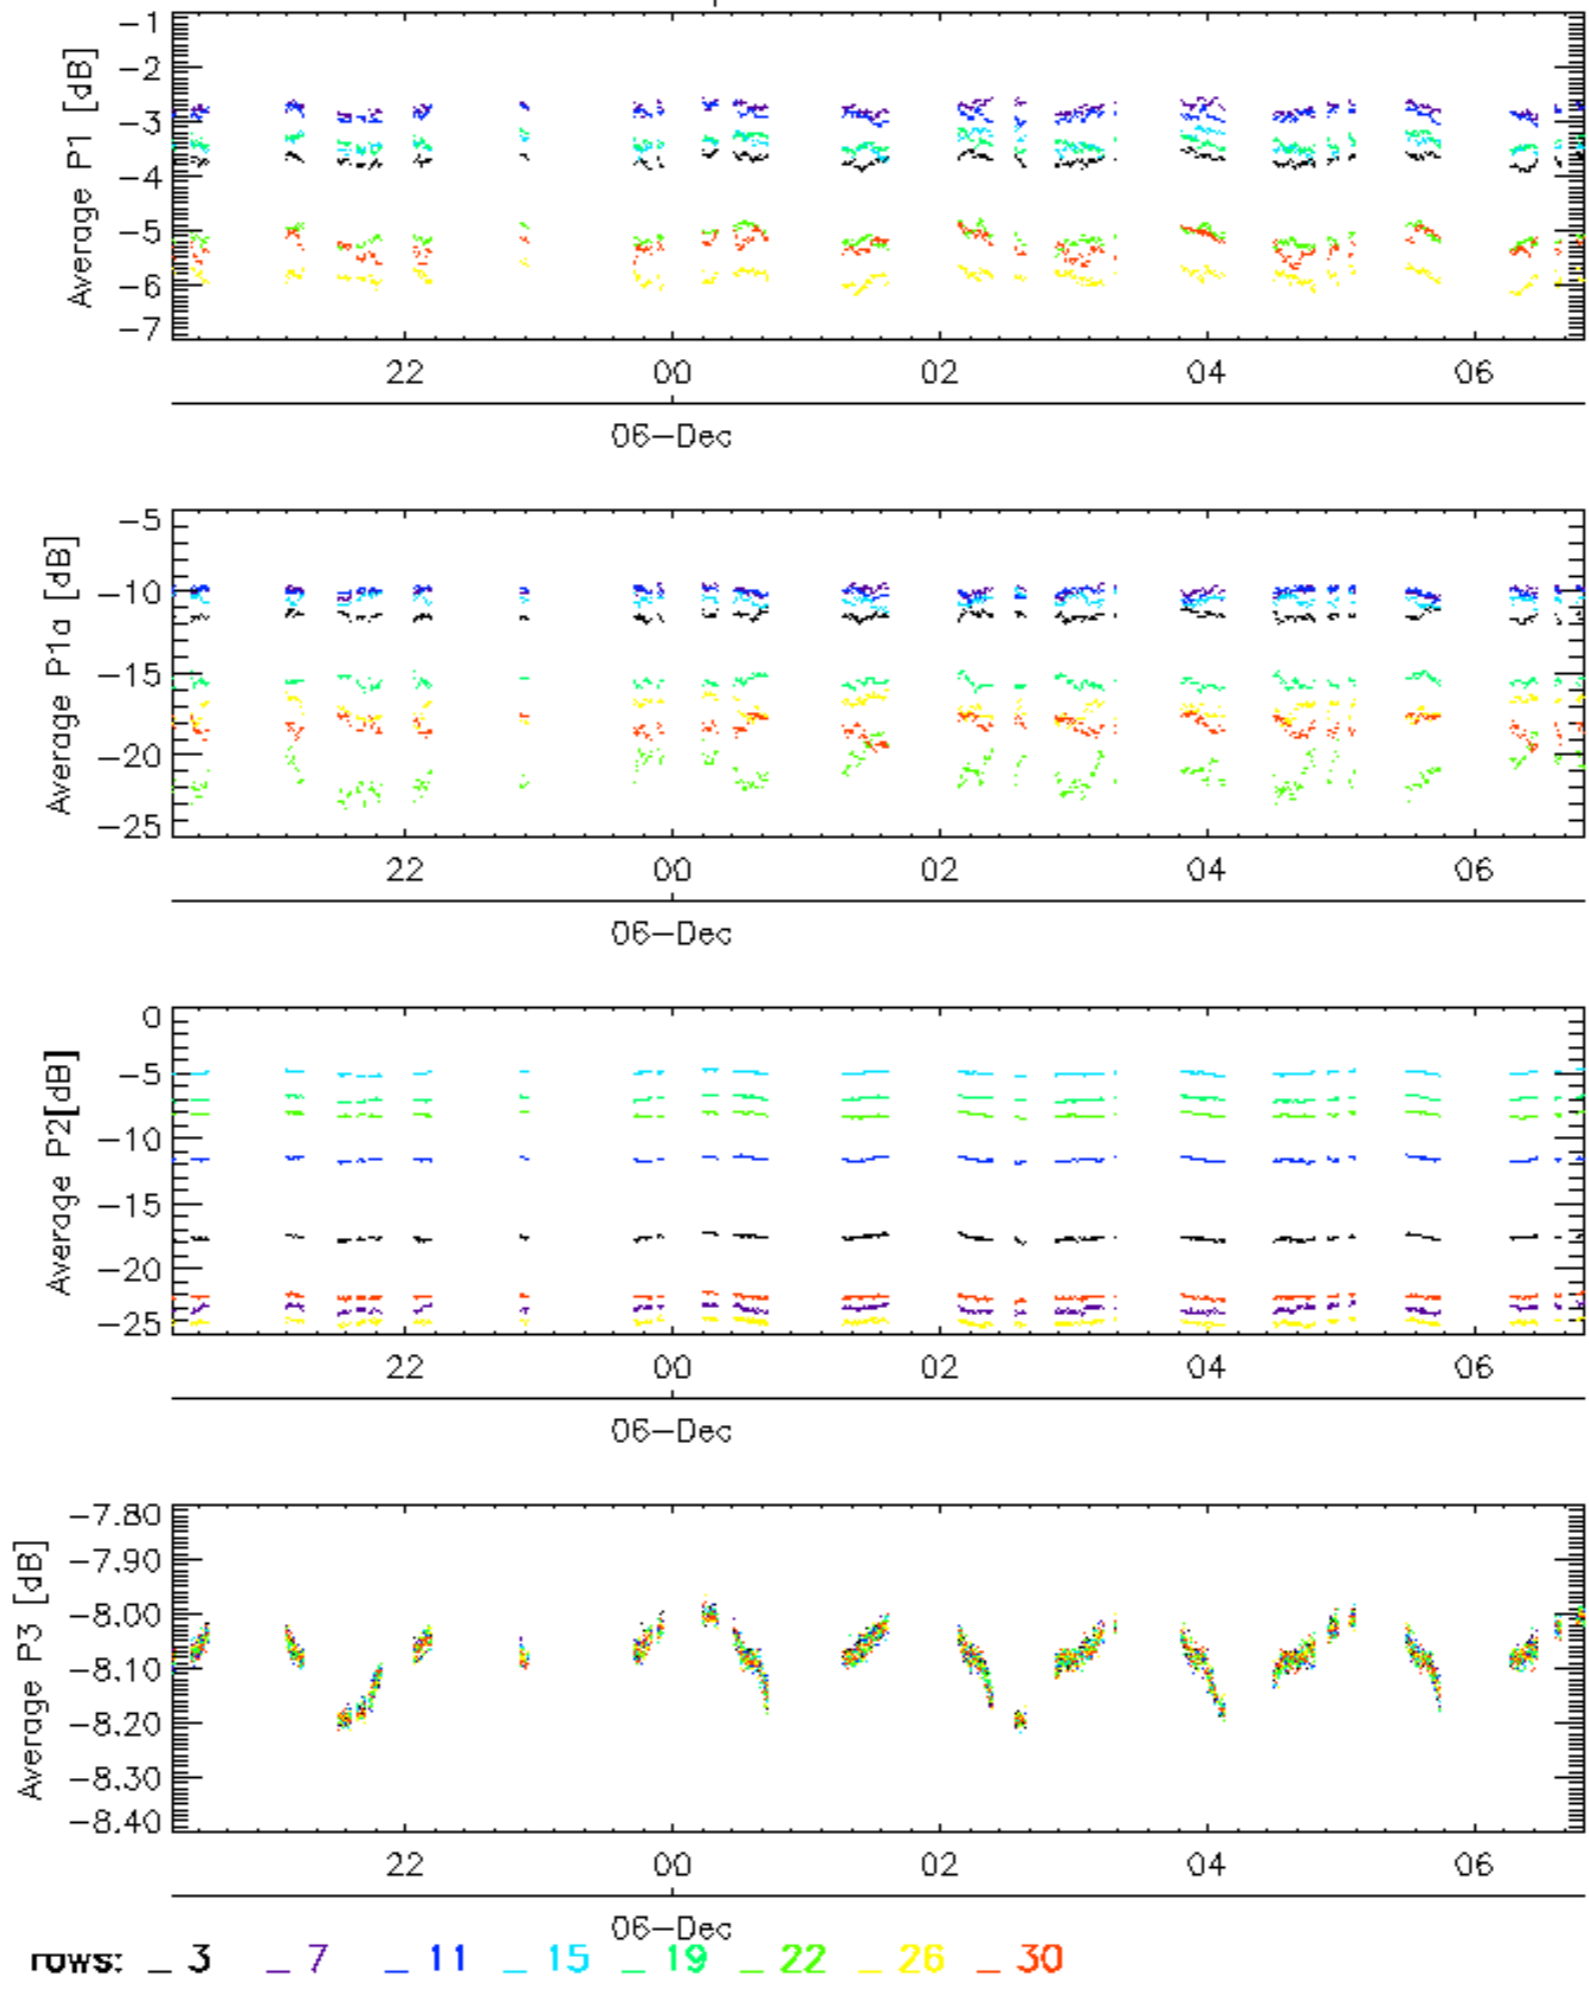 -1
-2
-3
-4
-5
-6
-7
Average P1 [dB]
22 00 02 04 06
06-Dec
-5
-10
-15
-20
-25
Average P1a [dB]
22 00 02 04 06
06-Dec
0
-5
-10
-15
-20
-25
Average P2[dB]
22 00 02 04 06
06-Dec
-7.80
-7.90
-8.00
-8.10
-8.20
-8.30
-8.40
Average P3 [dB]
22 00 02 04 06
06-Dec
rows: _ 3 _ 7 _ 11 _ 15 _ 19 _ 22 _ 26 _ 30